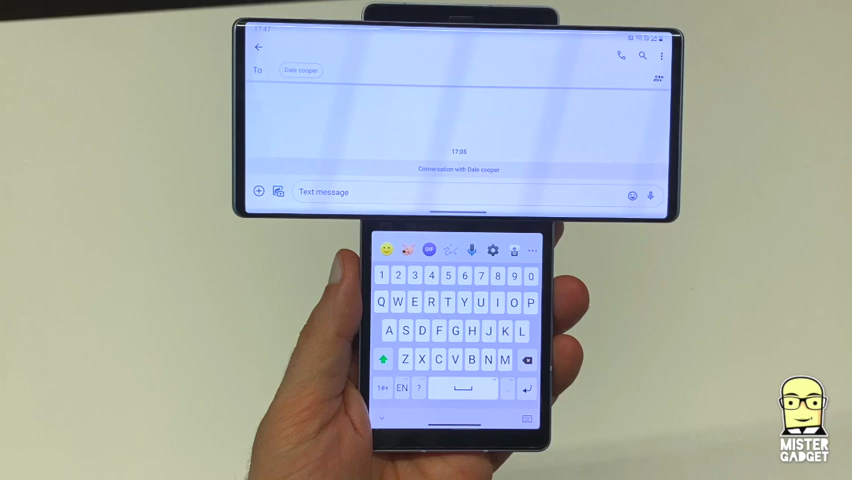 17:47
To
Dale cooper
17:05
Conversation with Dale cooper
Text message
GIF
1 2 3 4 5 6 7 8 9 0
Q W E R T Y U I O P
A S D F G H J K L
Z X C V B N M
!#+ EN ? .
MISTER
GADGET